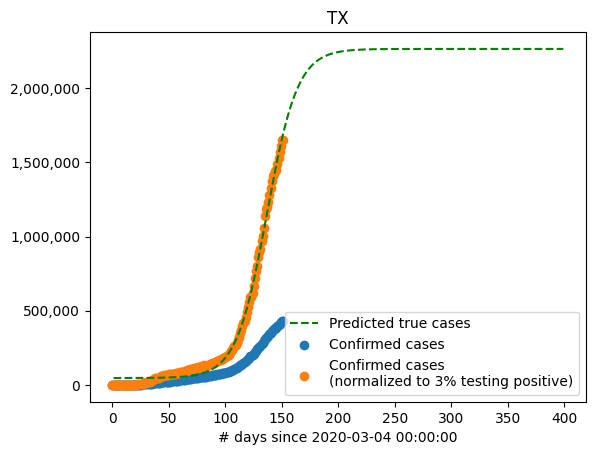 TX
2,000,000
1,500,000
1,000,000
500,000
0
Predicted true cases
Confirmed cases
Confirmed cases
(normalized to 3% testing positive)
0 50 100 150 200 250 300 350 400
# days since 2020-03-04 00:00:00